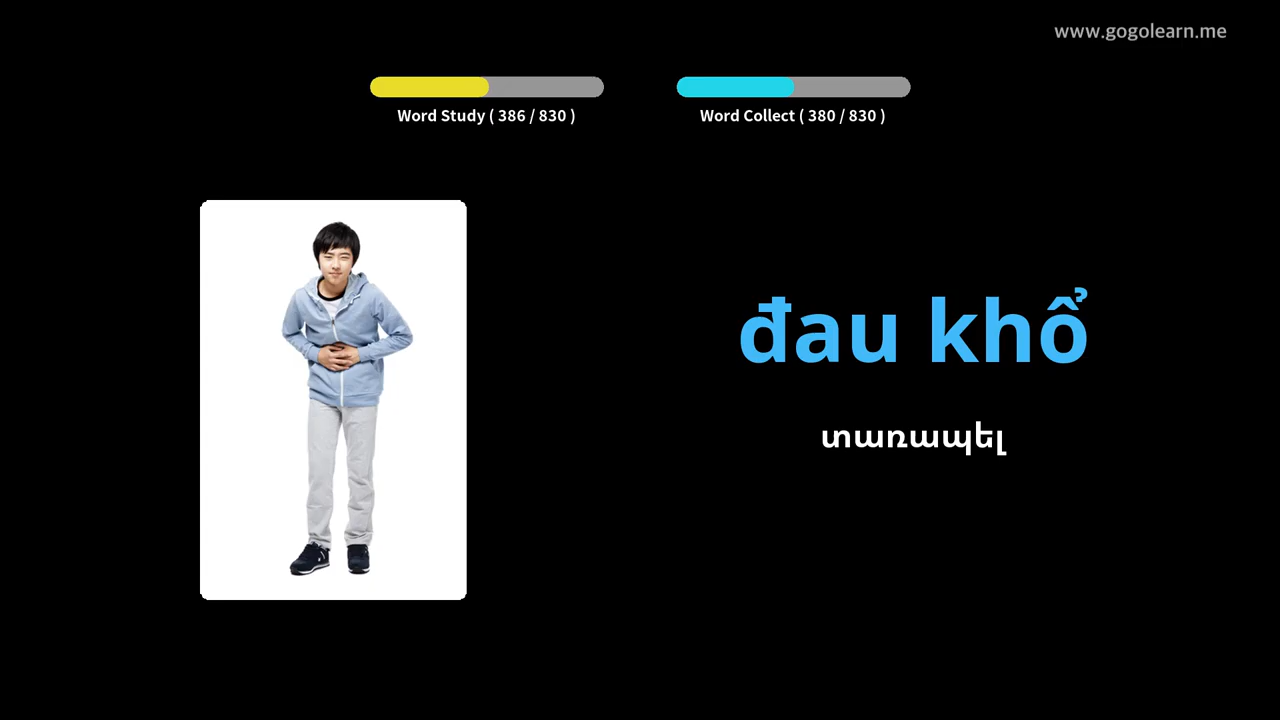 www.gogolearn.me
Word Study ( 386 / 830 )
Word Collect ( 380 / 830 )
đau khổ
տառապել